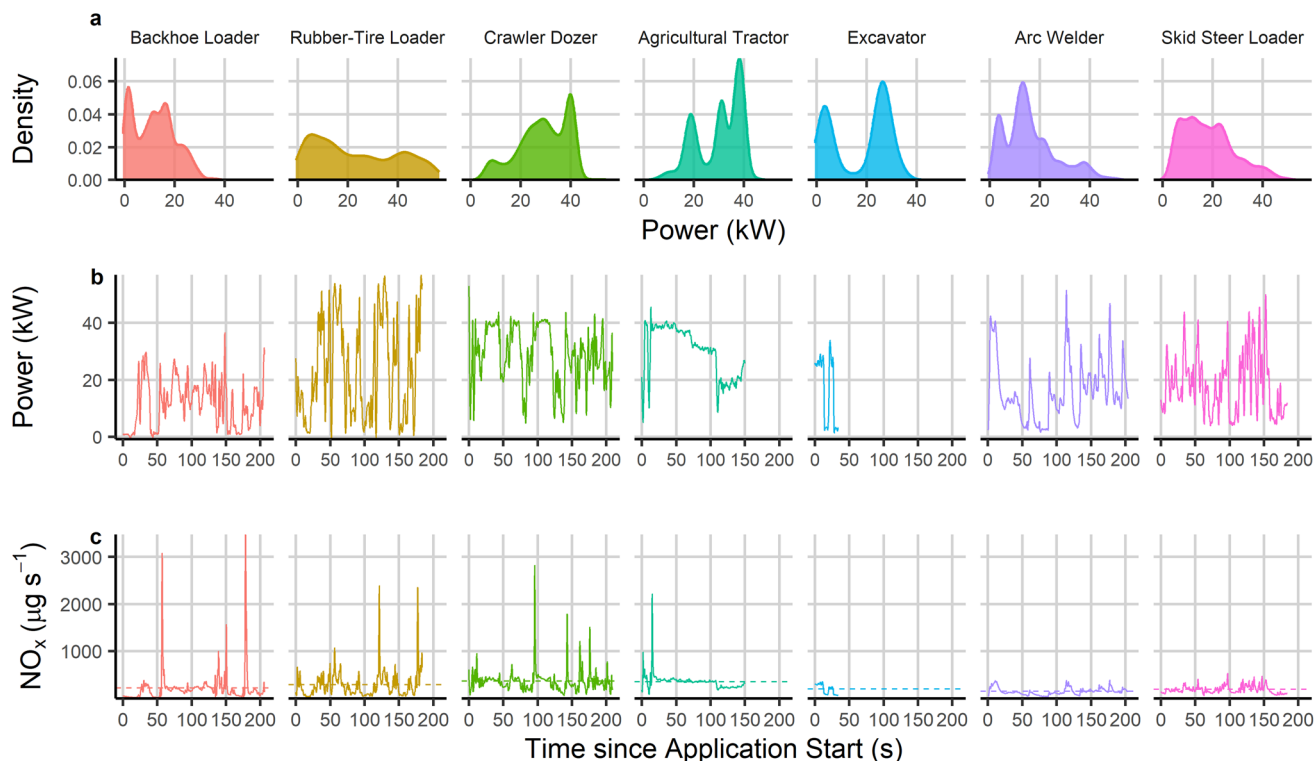 a
Backhoe Loader Rubber-Tire Loader Crawler Dozer Agricultural Tractor Excavator Arc Welder Skid Steer Loader
Density
0.06
0.04
0.02
0.00
0 20 40 0 20 40 0 20 40 0 20 40 0 20 40 0 20 40 0 20 40
Power (kW)
b
Power (kW)
40
20
0
0 50 100 150 200 0 50 100 150 200 0 50 100 150 200 0 50 100 150 200 0 50 100 150 200 0 50 100 150 200 0 50 100 150 200
c
NOₓ (μg s⁻¹)
3000
2000
1000
0 50 100 150 200 0 50 100 150 200 0 50 100 150 200 0 50 100 150 200 0 50 100 150 200 0 50 100 150 200 0 50 100 150 200
Time since Application Start (s)